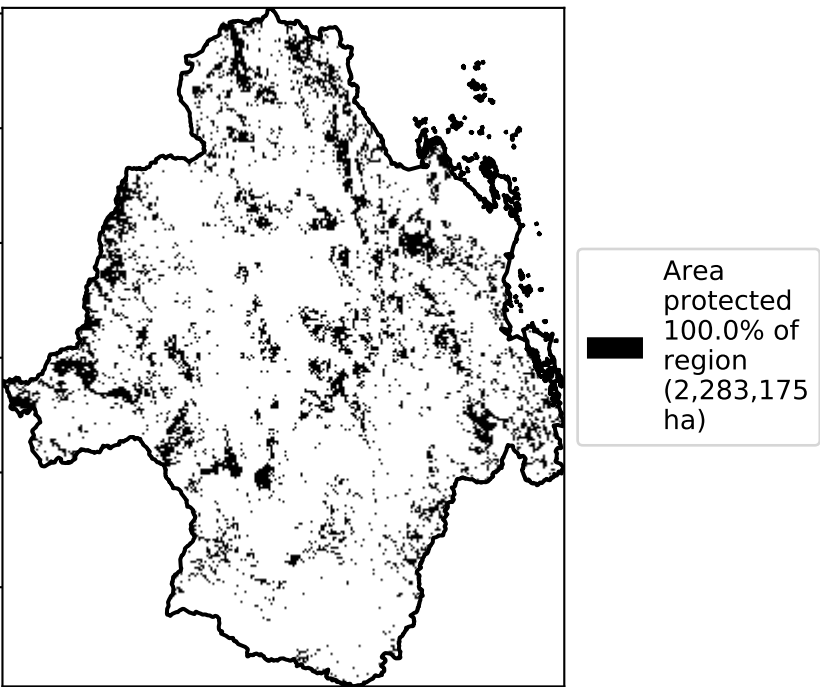 Area
protected
100.0% of
region
(2,283,175
ha)